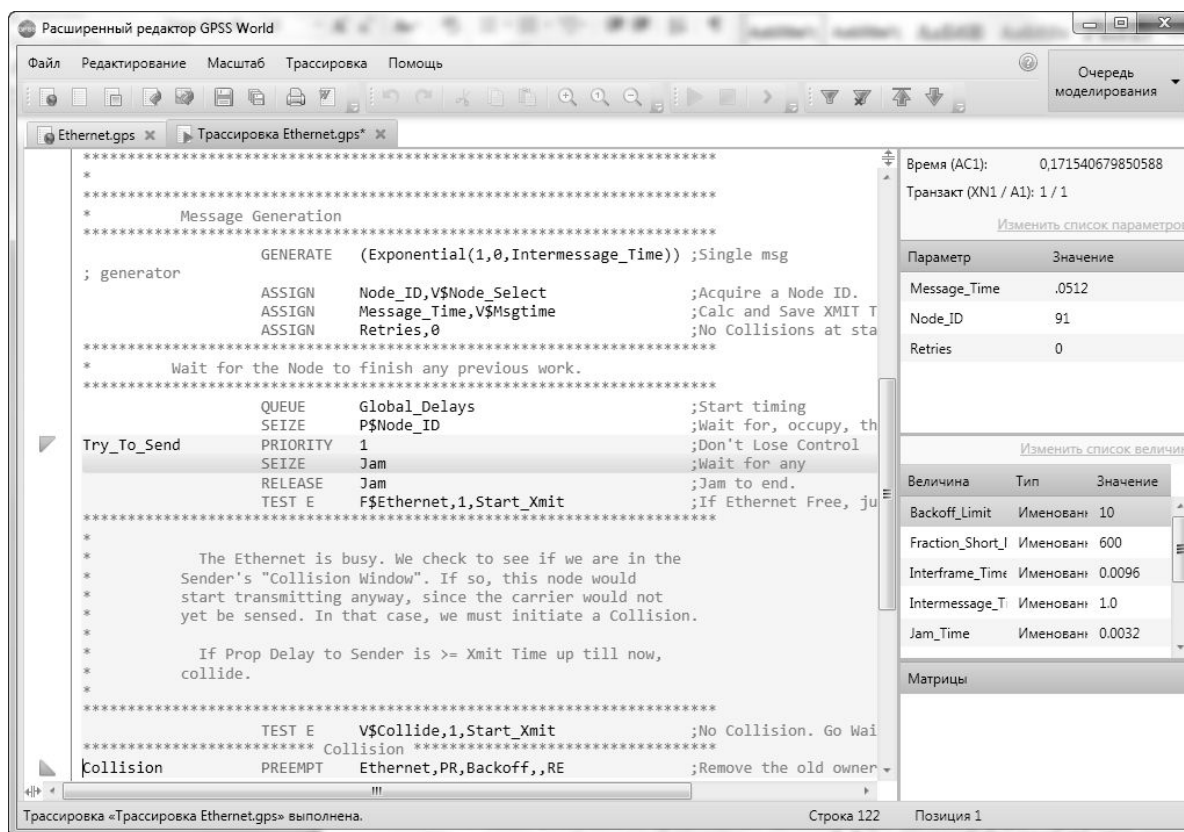 Расширенный редактор GPSS World
Файл Редактирование Масштаб Трассировка Помощь
Очередь моделирования
Ethernet.gps Трассировка Ethernet.gps*
******************************************************************
*
******************************************************************
* Message Generation
******************************************************************
GENERATE (Exponential(1,0,Intermessage_Time)) ;Single msg
; generator
ASSIGN Node_ID,V$Node_Select ;Acquire a Node ID.
ASSIGN Message_Time,V$Msgtime ;Calc and Save XMIT T
ASSIGN Retries,0 ;No Collisions at sta
******************************************************************
* Wait for the Node to finish any previous work.
******************************************************************
QUEUE Global_Delays ;Start timing
SEIZE P$Node_ID ;Wait for, occupy, th
Try_To_Send PRIORITY 1 ;Don't Lose Control
SEIZE Jam ;Wait for any
RELEASE Jam ;Jam to end.
TEST E F$Ethernet,1,Start_Xmit ;If Ethernet Free, ju
******************************************************************
*
* The Ethernet is busy. We check to see if we are in the
* Sender's "Collision Window". If so, this node would
* start transmitting anyway, since the carrier would not
* yet be sensed. In that case, we must initiate a Collision.
*
* If Prop Delay to Sender is >= Xmit Time up till now,
* collide.
*
******************************************************************
TEST E V$Collide,1,Start_Xmit ;No Collision. Go Wai
************************ Collision *******************************
Collision PREEMPT Ethernet,PR,Backoff,,RE ;Remove the old owner
Время (AC1): 0,171540679850588
Транзакт (XN1 / A1): 1 / 1
Изменить список параметров
Параметр Значение
Message_Time .0512
Node_ID 91
Retries 0
Изменить список величин
Величина Тип Значение
Backoff_Limit Именованн 10
Fraction_Short_ Именованн 600
Interframe_Time Именованн 0.0096
Intermessage_T Именованн 1.0
Jam_Time Именованн 0.0032
Матрицы
Трассировка «Трассировка Ethernet.gps» выполнена. Строка 122 Позиция 1